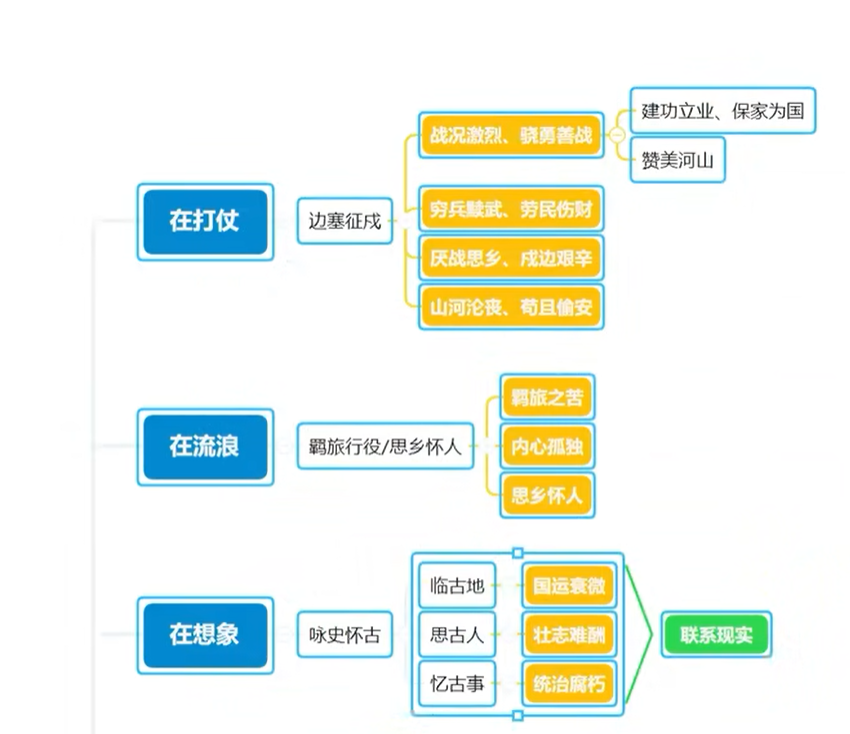 建功立业、保家为国
战况激烈、骁勇善战
赞美河山
在打仗
边塞征戍
穷兵黩武、劳民伤财
厌战思乡、戍边艰辛
山河沦丧、苟且偷安
羁旅之苦
在流浪
羁旅行役/思乡怀人
内心孤独
思乡怀人
临古地
国运衰微
在想象
咏史怀古
思古人
壮志难酬
联系现实
忆古事
统治腐朽